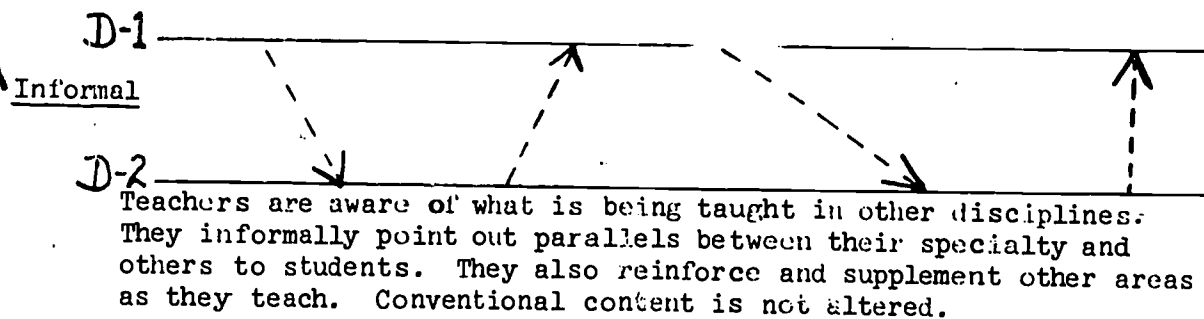 D-1
Informal
D-2
Teachers are aware of what is being taught in other disciplines.
They informally point out parallels between their specialty and
others to students. They also reinforce and supplement other areas
as they teach. Conventional content is not altered.